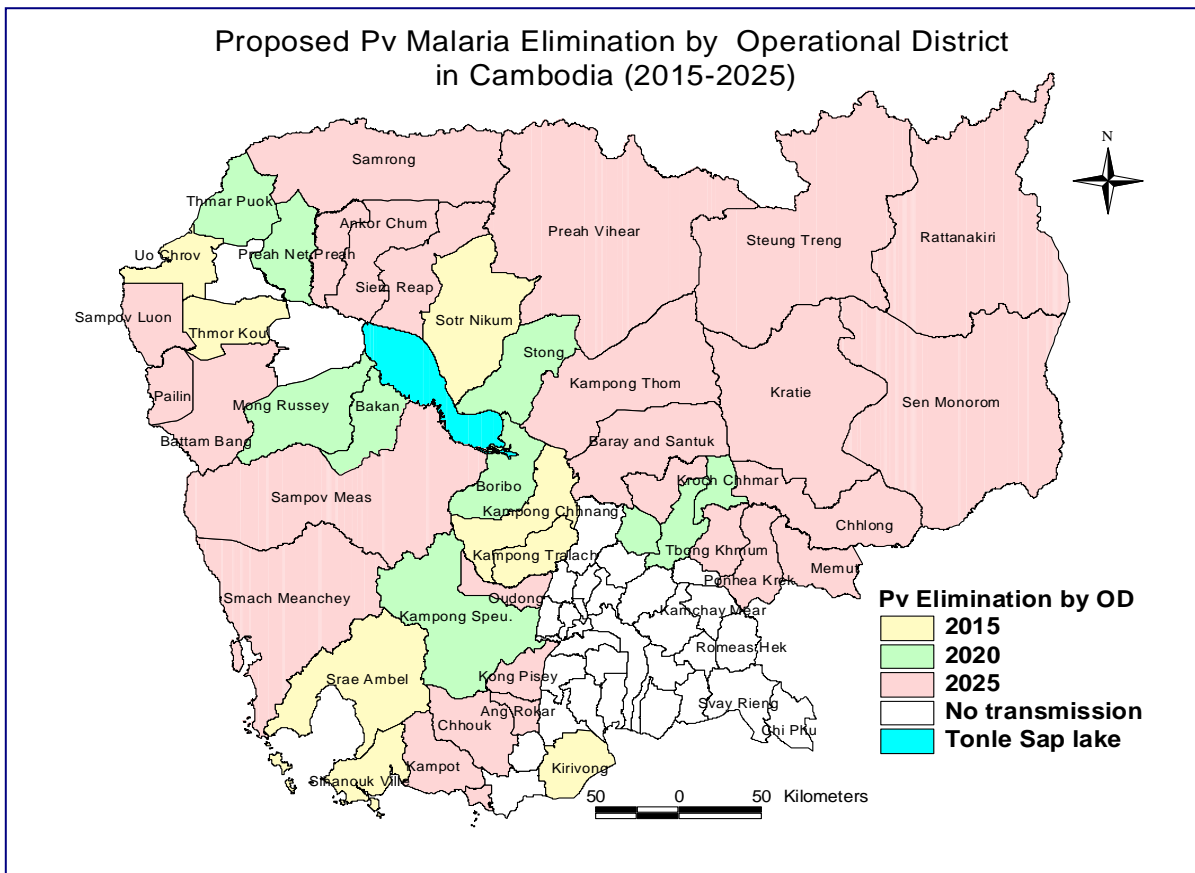 Proposed Pv Malaria Elimination by Operational District
in Cambodia (2015-2025)
N
Samrong
Thmar Puok
Ankor Chum
Preah Vihear
Steung Treng
Rattanakiri
Uo Chrov
Preah Net Preah
Siem Reap
Sampov Luon
Thmor Koul
Sotr Nikum
Stong
Kampong Thom
Kratie
Sen Monorom
Pailin
Mong Russey
Bakan
Battam Bang
Baray and Santuk
Sampov Meas
Boribo
Kroch Chhmar
Kampong Chhnang
Chhlong
Kampong Tralach
Tbong Khmum
Memut
Ponhea Krek
Smach Meanchey
Oudong
Kampong Speu.
Kamchay Mear
Romeas Hek
Srae Ambel
Kong Pisey
Svay Rieng
Ang Rokar
Chhouk
Chi Phu
Kampot
Kirivong
Sihanouk Ville
Pv Elimination by OD
2015
2020
2025
No transmission
Tonle Sap lake
50 0 50 Kilometers